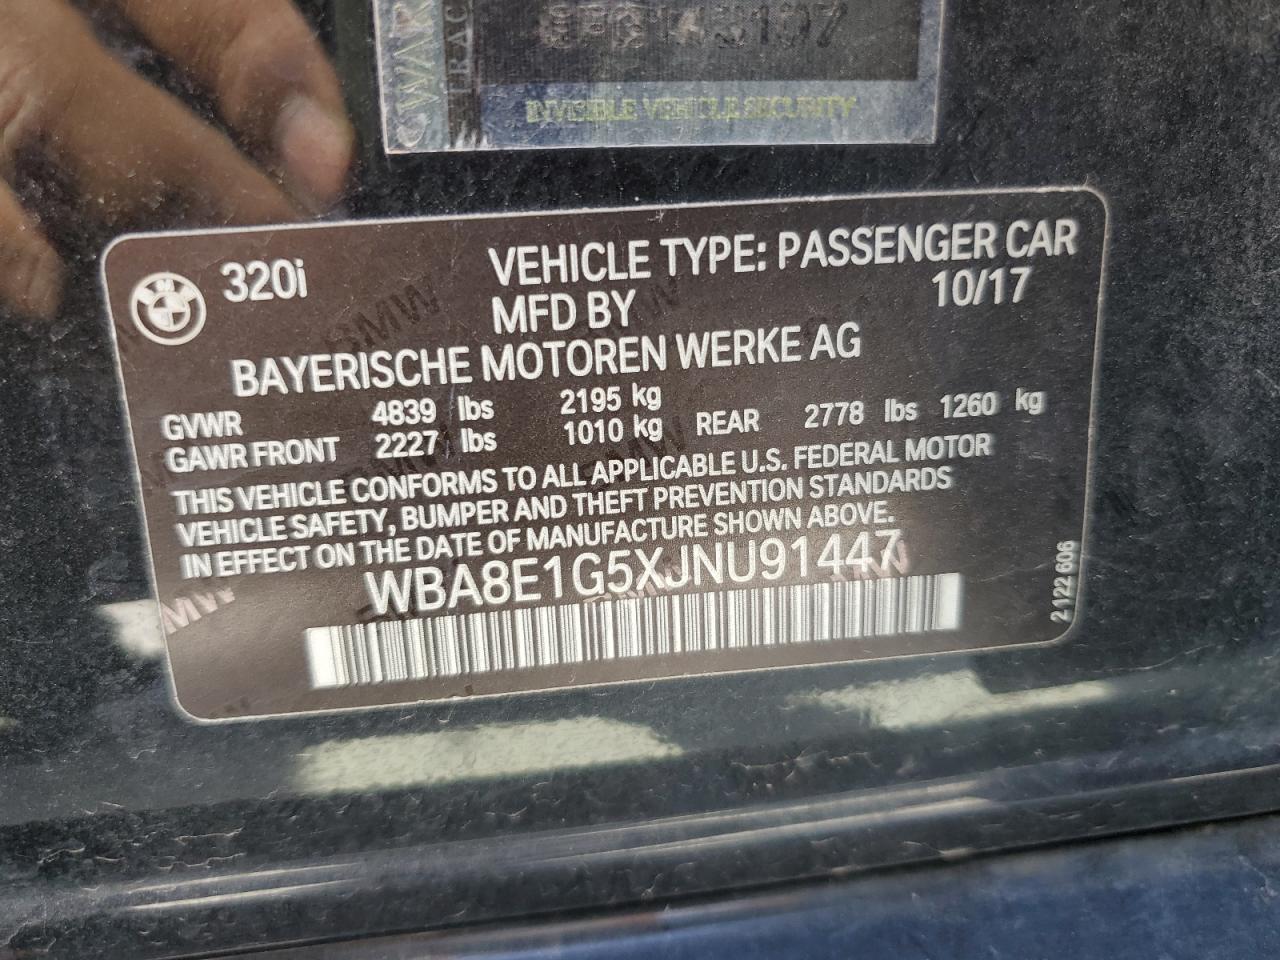 INVISIBLE VEHICLE SECURITY
BMW 320i VEHICLE TYPE: PASSENGER CAR
MFD BY 10/17
BAYERISCHE MOTOREN WERKE AG
GVWR 4839 lbs 2195 kg
GAWR FRONT 2227 lbs 1010 kg REAR 2778 lbs 1260 kg
THIS VEHICLE CONFORMS TO ALL APPLICABLE U.S. FEDERAL MOTOR
VEHICLE SAFETY, BUMPER AND THEFT PREVENTION STANDARDS
IN EFFECT ON THE DATE OF MANUFACTURE SHOWN ABOVE.
WBA8E1G5XJNU91447
2 122 606